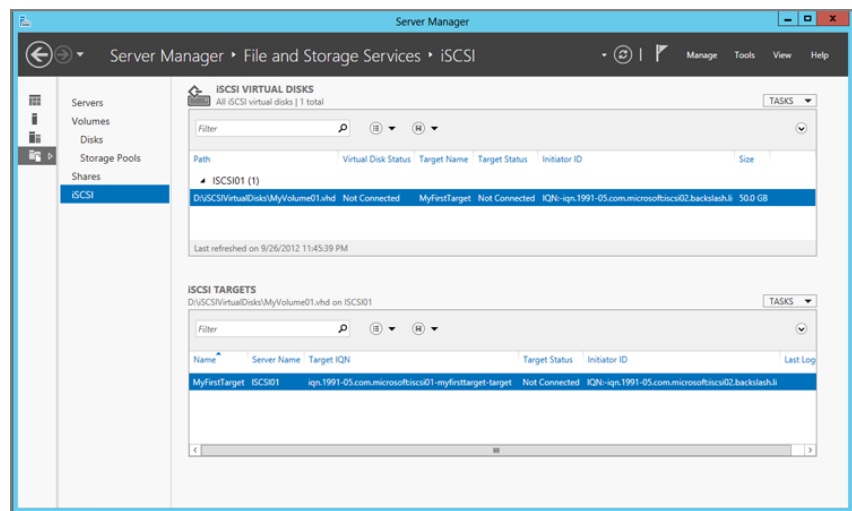 Server Manager
Server Manager • File and Storage Services • iSCSI
Manage Tools View Help
Servers
Volumes
Disks
Storage Pools
Shares
iSCSI
iSCSI VIRTUAL DISKS
All iSCSI virtual disks | 1 total
TASKS
Filter
Path Virtual Disk Status Target Name Target Status Initiator ID Size
ISCSI01 (1)
D:\iSCSIVirtualDisks\MyVolume01.vhd Not Connected MyFirstTarget Not Connected IQN:-iqn.1991-05.com.microsoft:iscsi02.backslash.li 50.0 GB
Last refreshed on 9/26/2012 11:45:39 PM
iSCSI TARGETS
D:\iSCSIVirtualDisks\MyVolume01.vhd on ISCSI01
TASKS
Filter
Name Server Name Target IQN Target Status Initiator ID Last Log
MyFirstTarget ISCSI01 iqn.1991-05.com.microsoft:iscsi01-myfirsttarget-target Not Connected IQN:-iqn.1991-05.com.microsoft:iscsi02.backslash.li